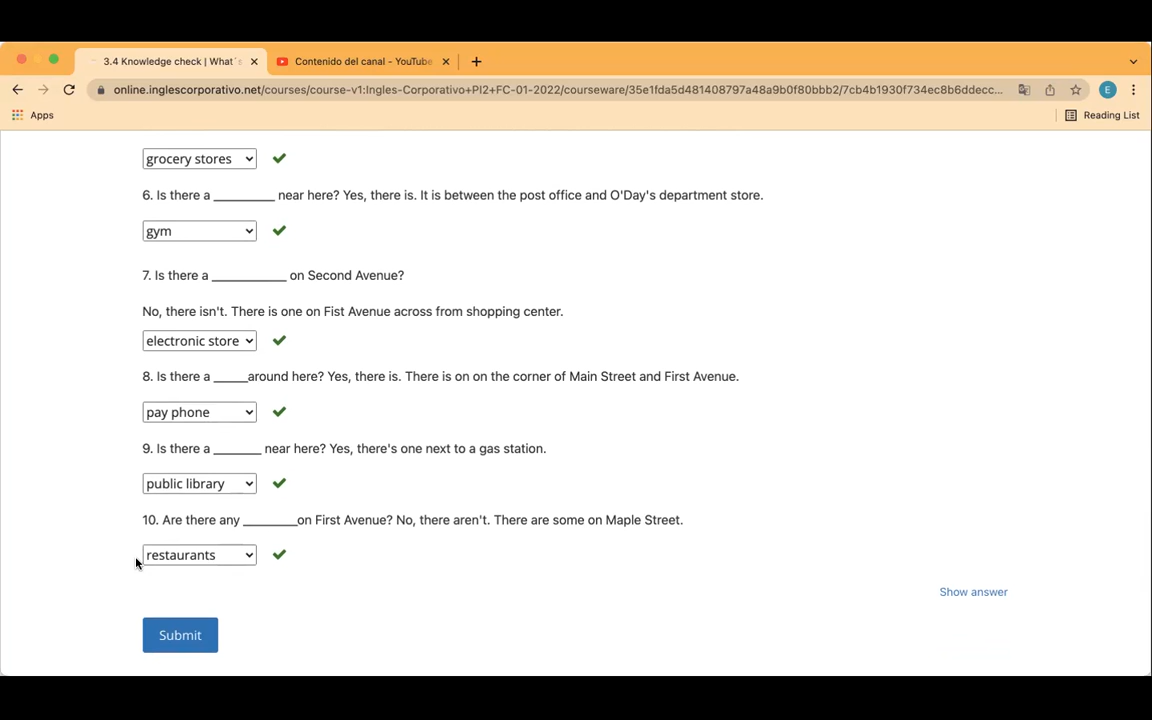 3.4 Knowledge check | What´s
Contenido del canal - YouTube
online.inglescorporativo.net/courses/course-v1:Ingles-Corporativo+PI2+FC-01-2022/courseware/35e1fda5d481408797a48a9b0f80bbb2/7cb4b1930f734ec8b6ddecc...
E
Apps
Reading List
grocery stores
6. Is there a __________ near here? Yes, there is. It is between the post office and O'Day's department store.
gym
7. Is there a ____________ on Second Avenue?
No, there isn't. There is one on Fist Avenue across from shopping center.
electronic store
8. Is there a _____around here? Yes, there is. There is on on the corner of Main Street and First Avenue.
pay phone
9. Is there a ________ near here? Yes, there's one next to a gas station.
public library
10. Are there any _________on First Avenue? No, there aren't. There are some on Maple Street.
restaurants
Show answer
Submit